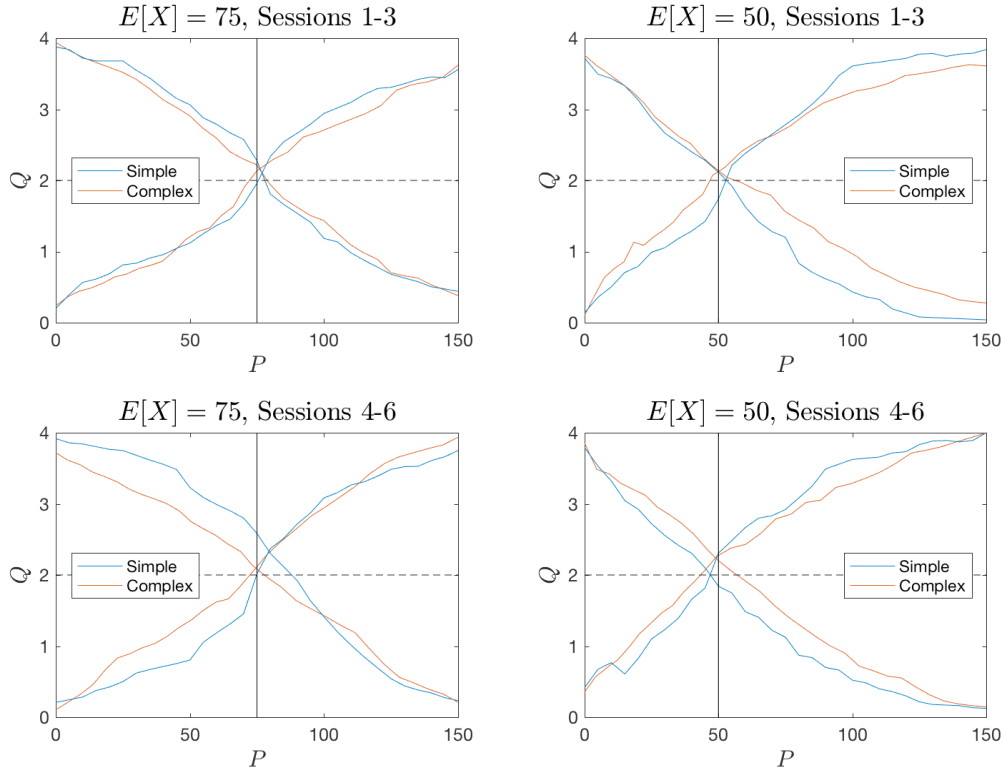 E[X] = 75, Sessions 1-3
4
3
2
1
0
Q
Simple
Complex
0 50 100 150
P
E[X] = 50, Sessions 1-3
4
3
2
1
0
Q
Simple
Complex
0 50 100 150
P
E[X] = 75, Sessions 4-6
4
3
2
1
0
Q
Simple
Complex
0 50 100 150
P
E[X] = 50, Sessions 4-6
4
3
2
1
0
Q
Simple
Complex
0 50 100 150
P